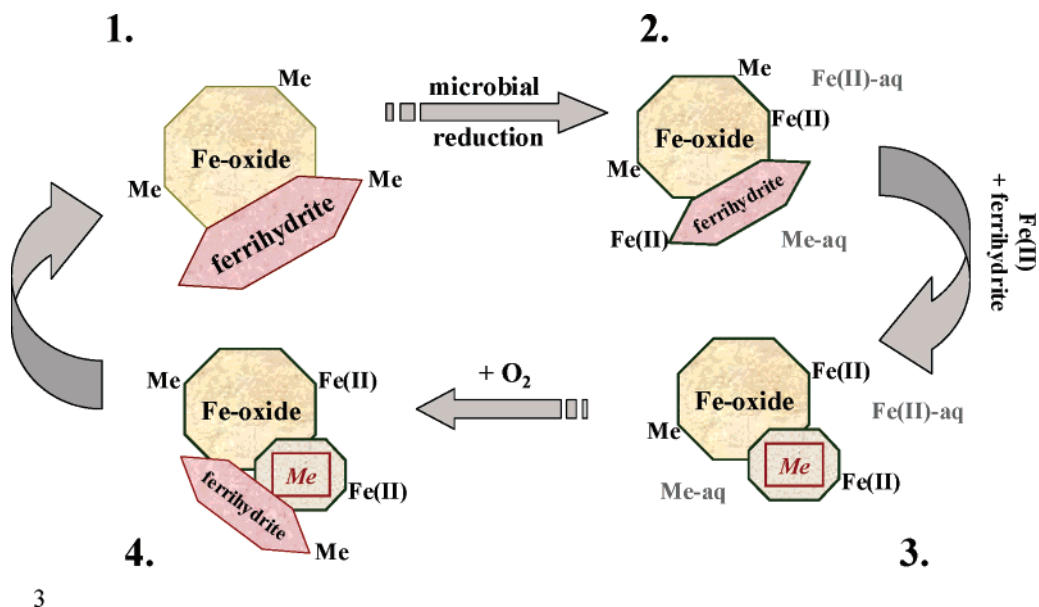 1.
2.
Me
Me
Fe(II)-aq
microbial
reduction
Fe(II)
Fe-oxide
Fe-oxide
Me
Me
Me
ferrihydrite
ferrihydrite
Fe(II)
Me-aq
Fe(II)
+ ferrihydrite
Me
Fe(II)
+ O₂
Fe(II)
Fe-oxide
Fe-oxide
Fe(II)-aq
Me
Me
Me
Fe(II)
Me-aq
Fe(II)
ferrihydrite
Me
4.
3.
3